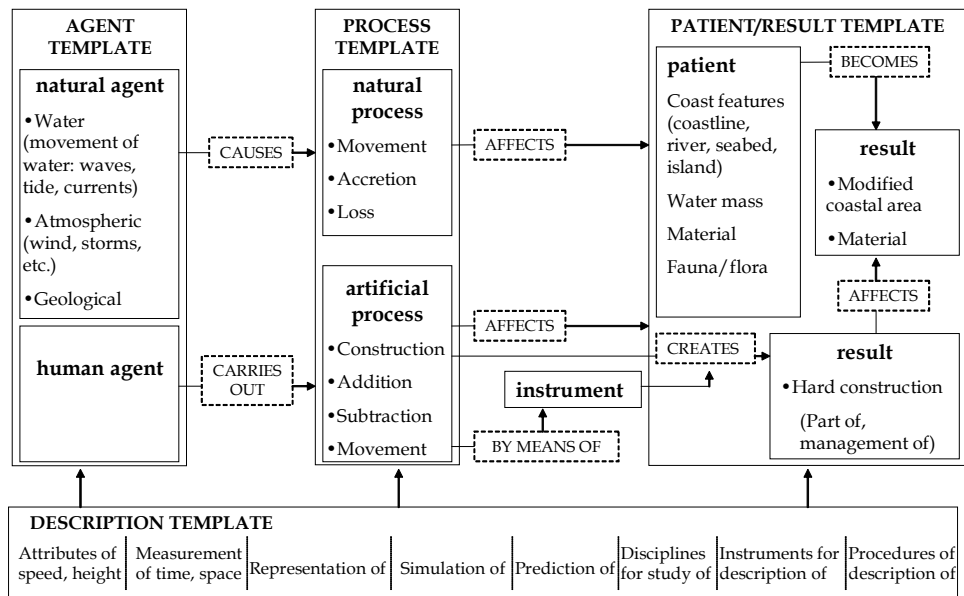 AGENT
TEMPLATE
natural agent
•Water
(movement of
water: waves,
tide, currents)
•Atmospheric
(wind, storms,
etc.)
•Geological
human agent
CAUSES
CARRIES
OUT
PROCESS
TEMPLATE
natural
process
•Movement
•Accretion
•Loss
artificial
process
•Construction
•Addition
•Subtraction
•Movement
AFFECTS
AFFECTS
instrument
BY MEANS OF
PATIENT/RESULT TEMPLATE
patient
Coast features
(coastline,
river, seabed,
island)
Water mass
Material
Fauna/flora
BECOMES
result
•Modified
coastal area
•Material
AFFECTS
CREATES
result
•Hard construction
(Part of,
management of)
DESCRIPTION TEMPLATE
Attributes of
speed, height
Measurement
of time, space
Representation of
Simulation of
Prediction of
Disciplines
for study of
Instruments for
description of
Procedures of
description of